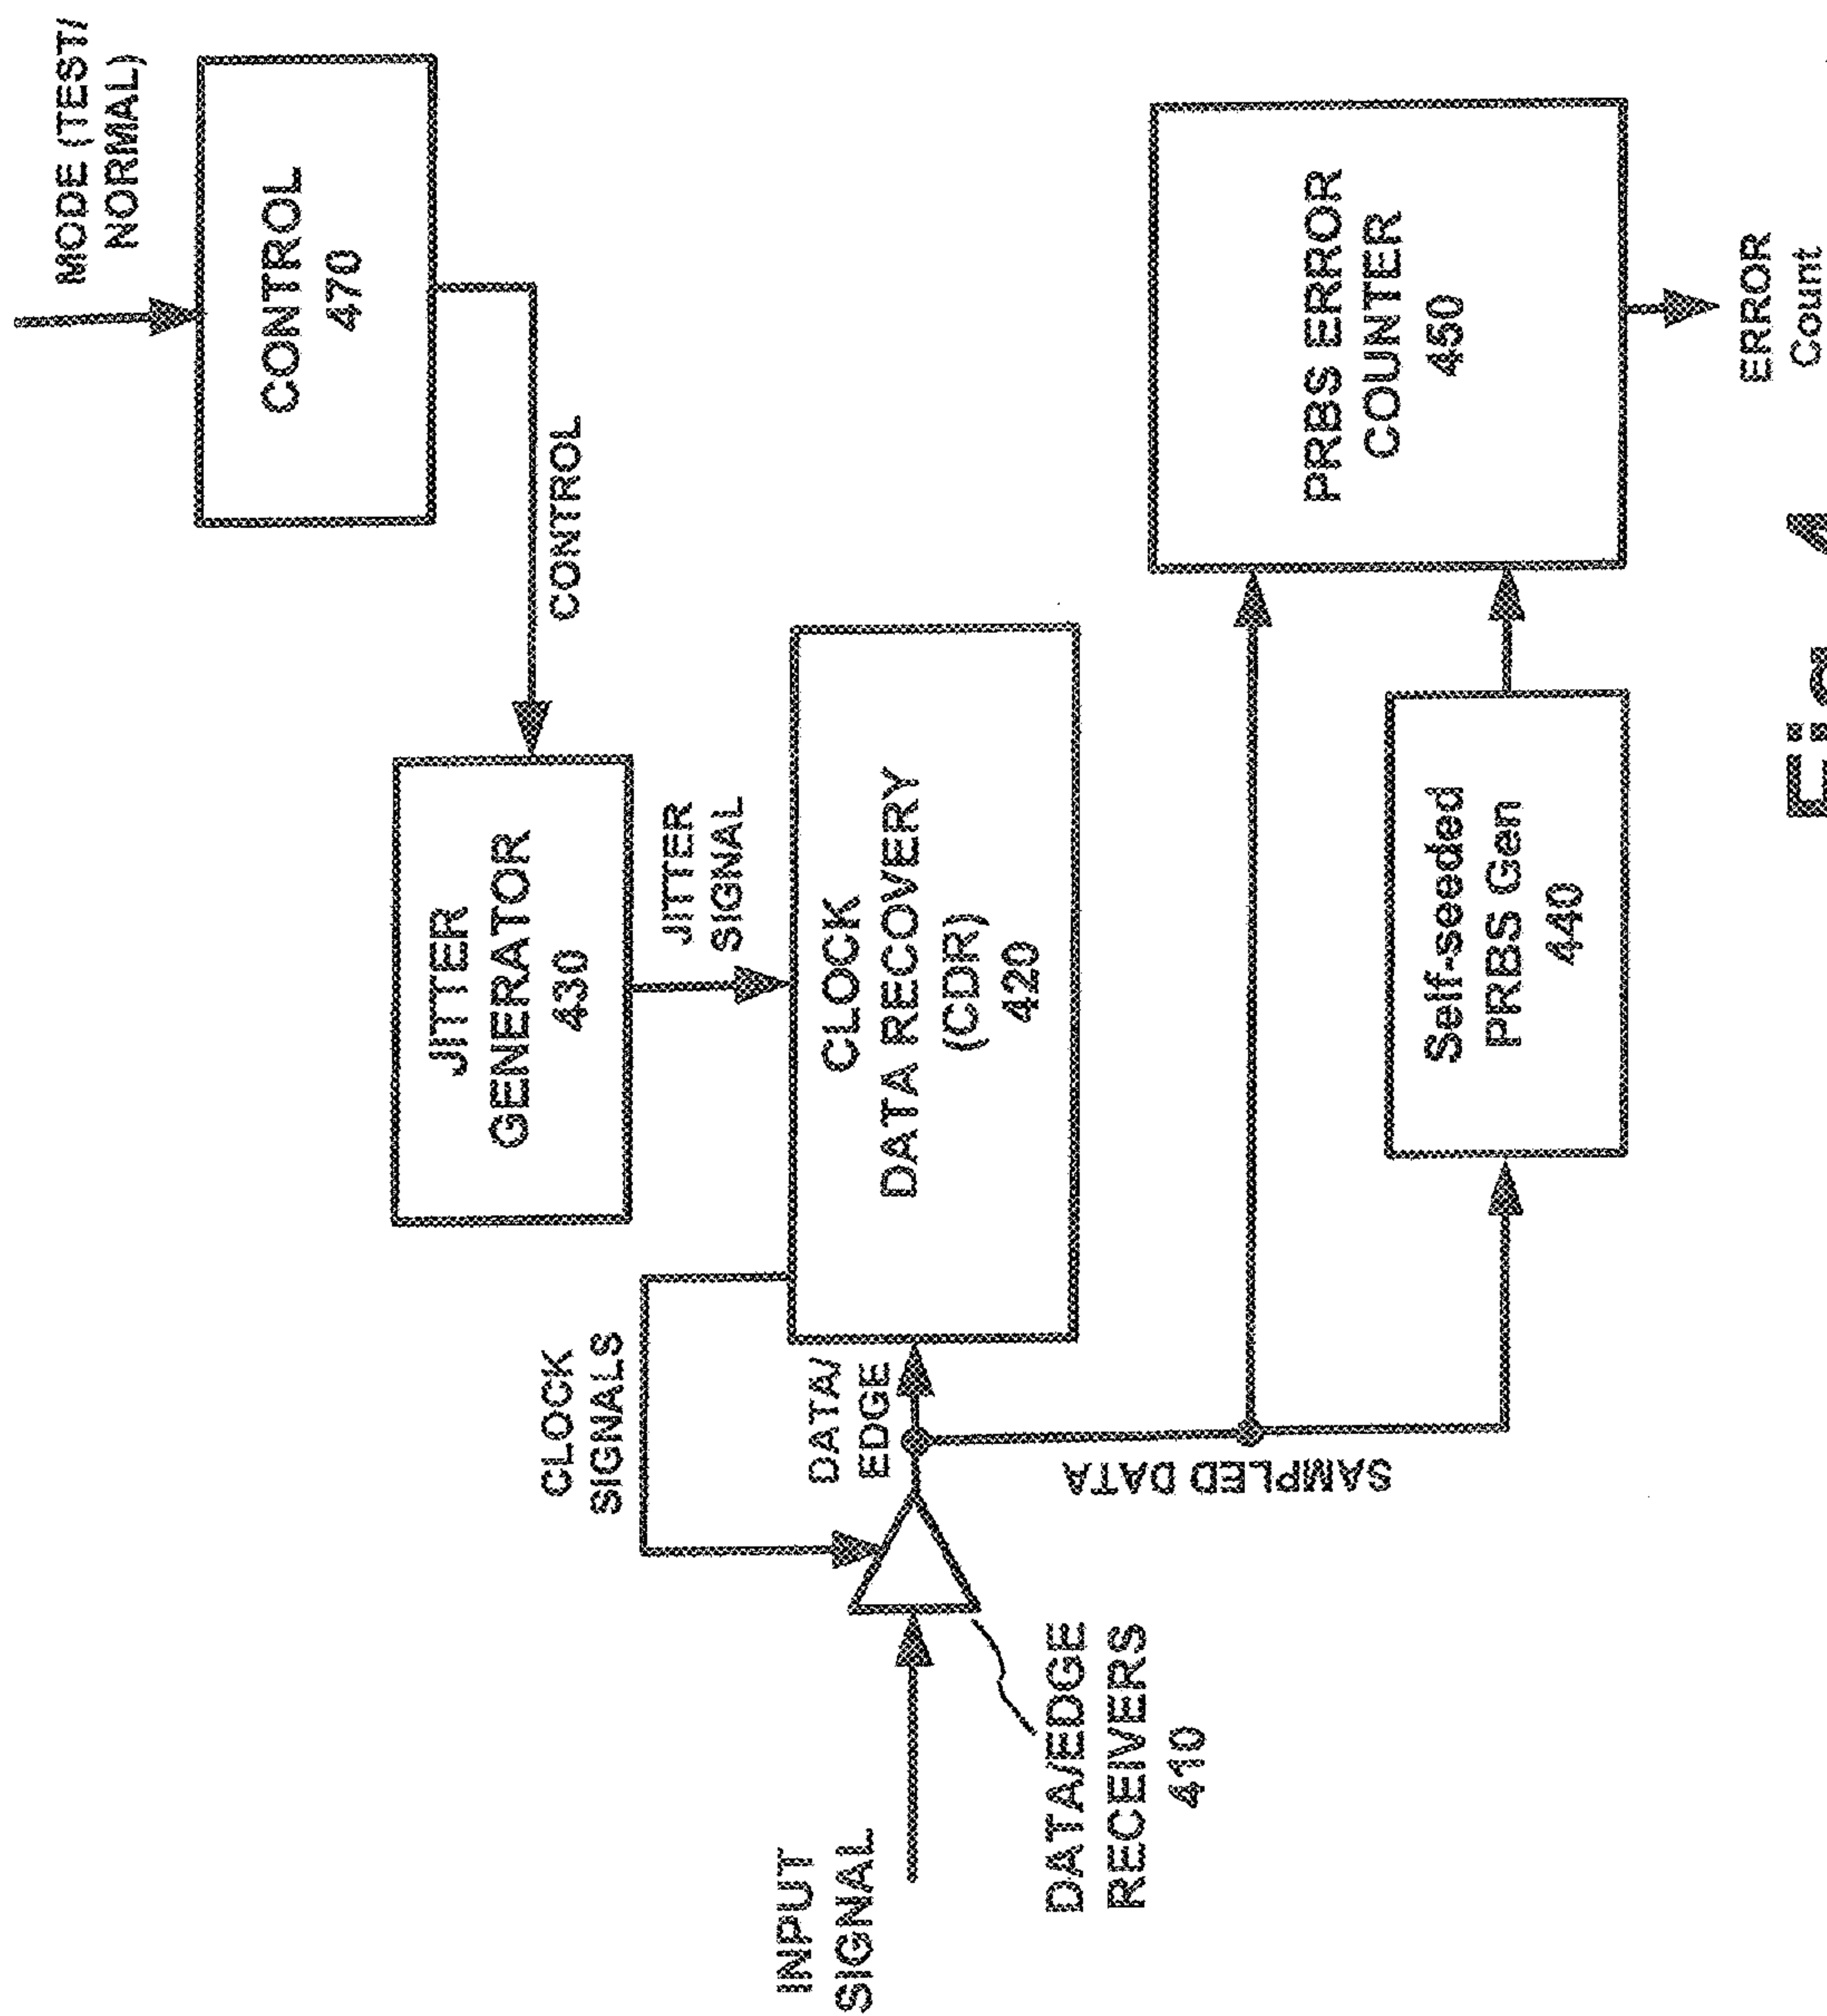 MODE (TEST/
NORMAL)
CONTROL
470
CONTROL
JITTER
GENERATOR
430
JITTER
SIGNAL
CLOCK
SIGNALS
CLOCK
DATA RECOVERY
(CDR)
420
DATA/
EDGE
INPUT
SIGNAL
DATA/EDGE
RECEIVERS
410
SAMPLED DATA
Self-seeded
PRBS Gen
440
PRBS ERROR
COUNTER
450
ERROR
Count
Fig. 4